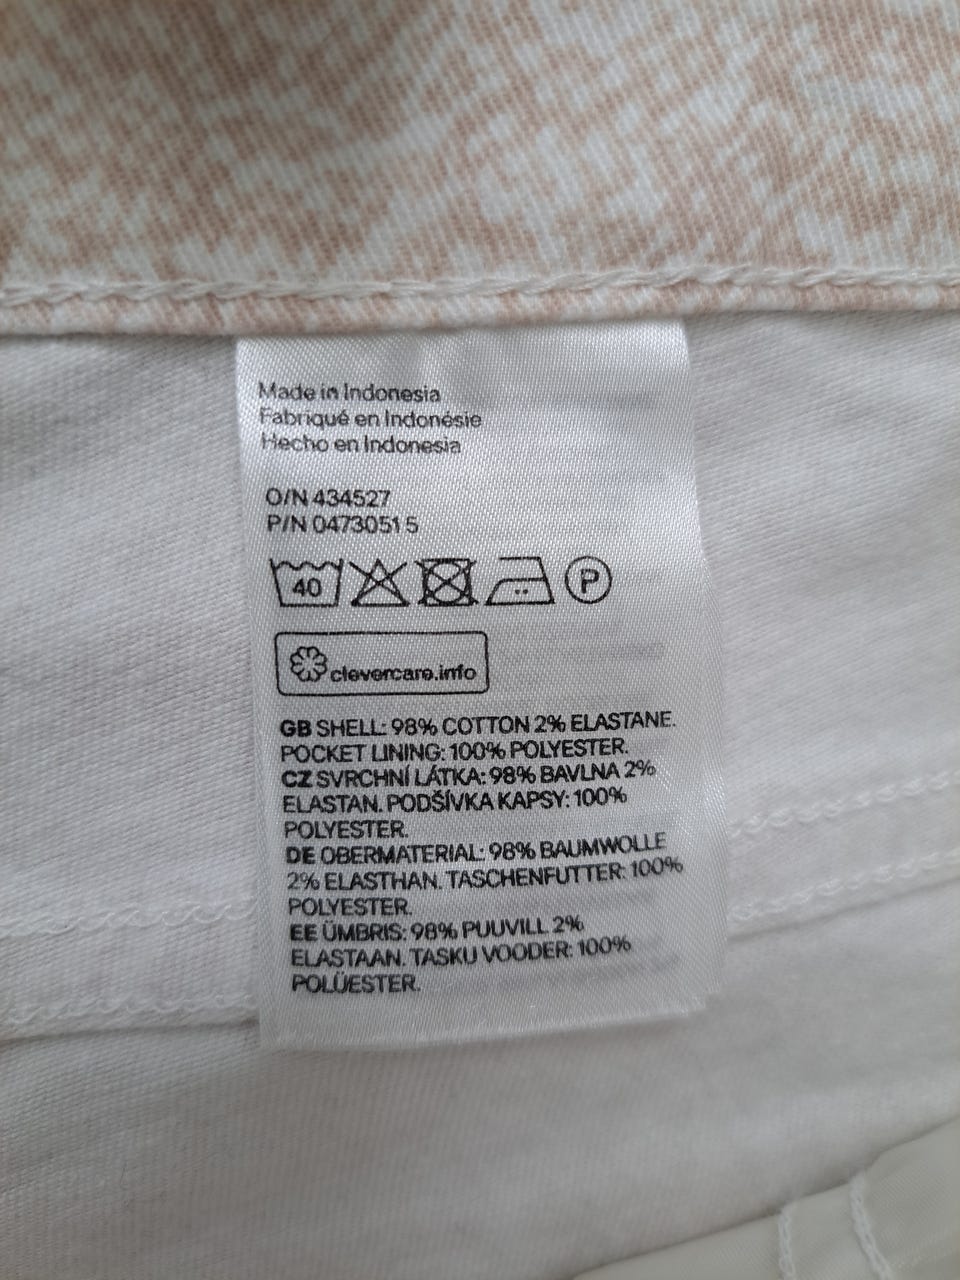 Made in Indonesia
Fabriqué en Indonésie
Hecho en Indonesia
O/N 434527
P/N 0473051 5
40 P
clevercare.info
GB SHELL: 98% COTTON 2% ELASTANE.
POCKET LINING: 100% POLYESTER.
CZ SVRCHNÍ LÁTKA: 98% BAVLNA 2%
ELASTAN. PODŠÍVKA KAPSY: 100%
POLYESTER.
DE OBERMATERIAL: 98% BAUMWOLLE
2% ELASTHAN. TASCHENFUTTER: 100%
POLYESTER.
EE ÜMBRIS: 98% PUUVILL 2%
ELASTAAN. TASKU VOODER: 100%
POLÜESTER.